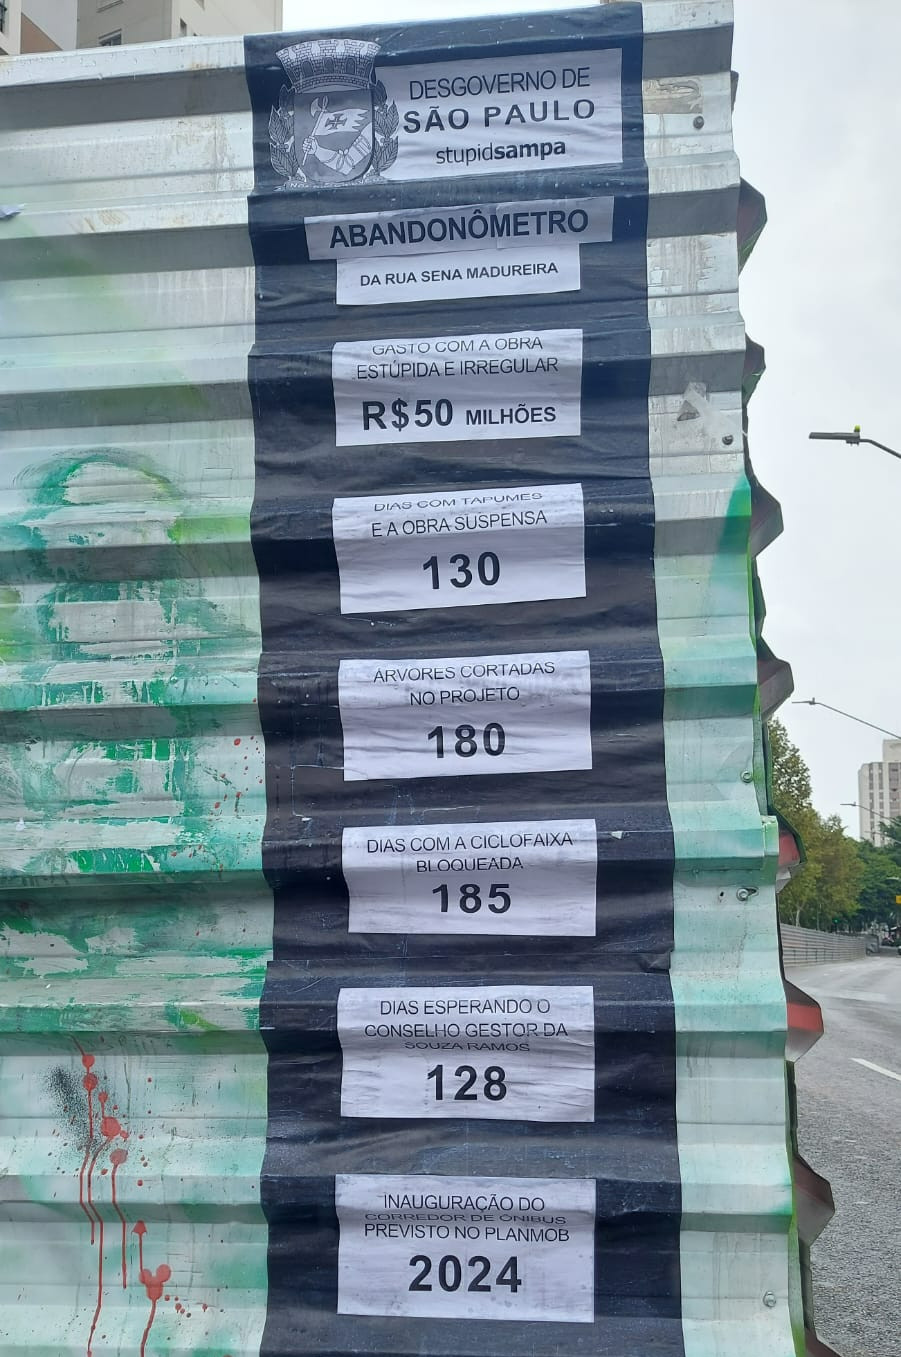 DESGOVERNO DE
SÃO PAULO
stupidsampa
ABANDONÔMETRO
DA RUA SENA MADUREIRA
GASTO COM A OBRA
ESTÚPIDA E IRREGULAR
R$50 MILHÕES
DIAS COM TAPUMES
E A OBRA SUSPENSA
130
ÁRVORES CORTADAS
NO PROJETO
180
DIAS COM A CICLOFAIXA
BLOQUEADA
185
DIAS ESPERANDO O
CONSELHO GESTOR DA
SOUZA RAMOS
128
INAUGURAÇÃO DO
CORREDOR DE ÔNIBUS
PREVISTO NO PLANMOB
2024